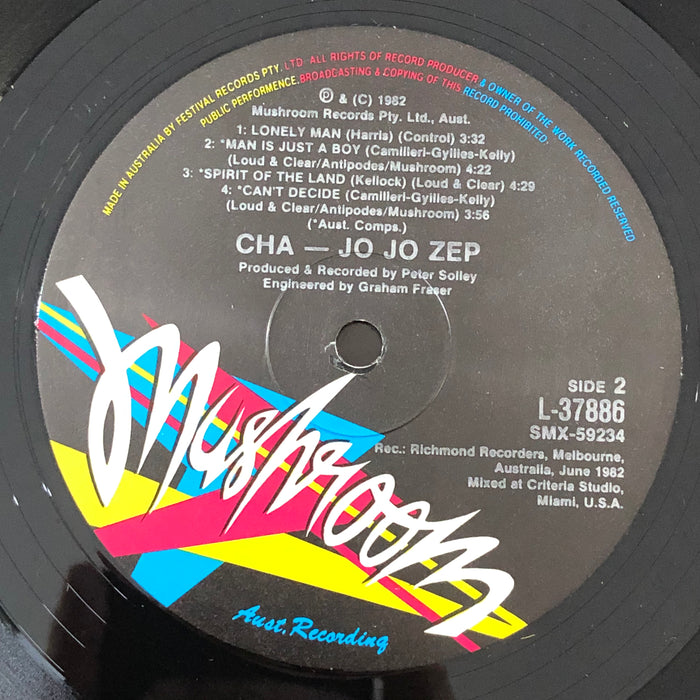 MADE IN AUSTRALIA BY FESTIVAL RECORDS PTY. LTD. ALL RIGHTS OF RECORD PRODUCER & OWNER OF THE WORK RECORDED RESERVED
PUBLIC PERFORMENCE, BROADCASTING & COPYING OF THIS RECORD PROHIBITED.
℗ & (C) 1982
Mushroom Records Pty. Ltd., Aust.
1: LONELY MAN (Harris) (Control) 3:32
2: *MAN IS JUST A BOY (Camilleri-Gyllies-Kelly)
(Loud & Clear/Antipodes/Mushroom) 4:22
3: *SPIRIT OF THE LAND (Kellock) (Loud & Clear) 4:29
4: *CAN'T DECIDE (Camilleri-Gyllies-Kelly)
(Loud & Clear/Antipodes/Mushroom) 3:56
(*Aust. Comps.)
CHA — JO JO ZEP
Produced & Recorded by Peter Solley
Engineered by Graham Fraser
SIDE 2
L-37886
SMX-59234
Rec.: Richmond Recorders, Melbourne,
Australia, June 1982
Mixed at Criteria Studio,
Miami, U.S.A.
Mushroom
Aust. Recording